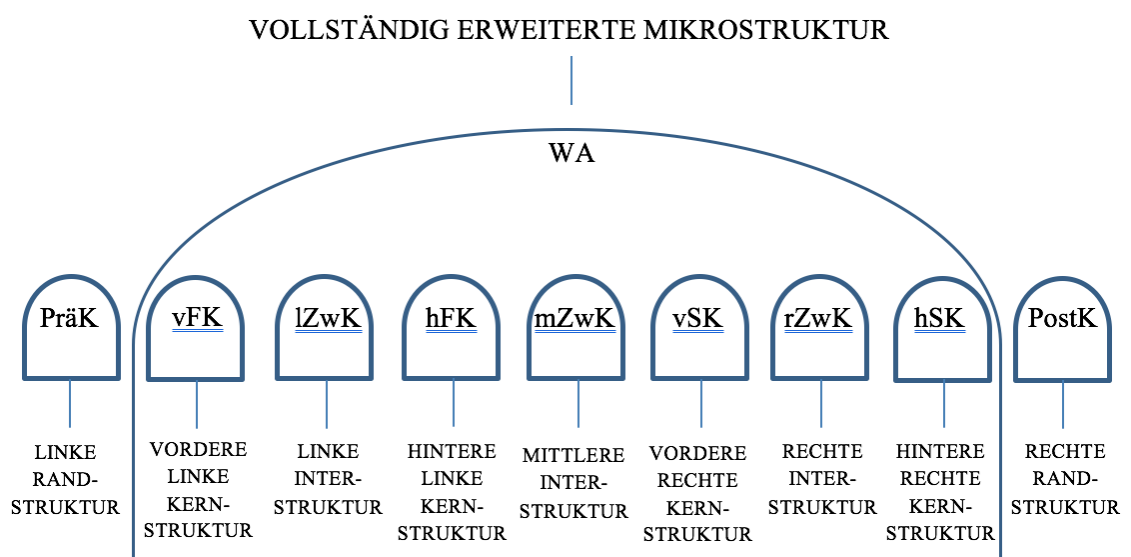 VOLLSTÄNDIG ERWEITERTE MIKROSTRUKTUR
WA
PräK
vFK
lZwK
hFK
mZwK
vSK
rZwK
hSK
PostK
LINKE
RAND-
STRUKTUR
VORDERE
LINKE
KERN-
STRUKTUR
LINKE
INTER-
STRUKTUR
HINTERE
LINKE
KERN-
STRUKTUR
MITTLERE
INTER-
STRUKTUR
VORDERE
RECHTE
KERN-
STRUKTUR
RECHTE
INTER-
STRUKTUR
HINTERE
RECHTE
KERN-
STRUKTUR
RECHTE
RAND-
STRUKTUR